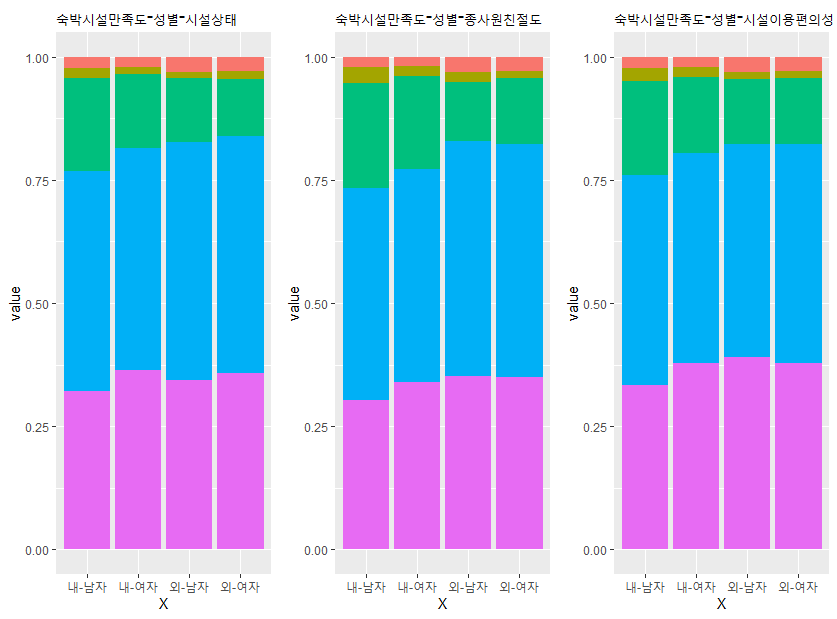 숙박시설만족도-성별-시설상태
1.00
0.75
0.50
0.25
0.00
value
내-남자 내-여자 외-남자 외-여자
X
숙박시설만족도-성별-종사원친절도
1.00
0.75
0.50
0.25
0.00
value
내-남자 내-여자 외-남자 외-여자
X
숙박시설만족도-성별-시설이용편의성
1.00
0.75
0.50
0.25
0.00
value
내-남자 내-여자 외-남자 외-여자
X